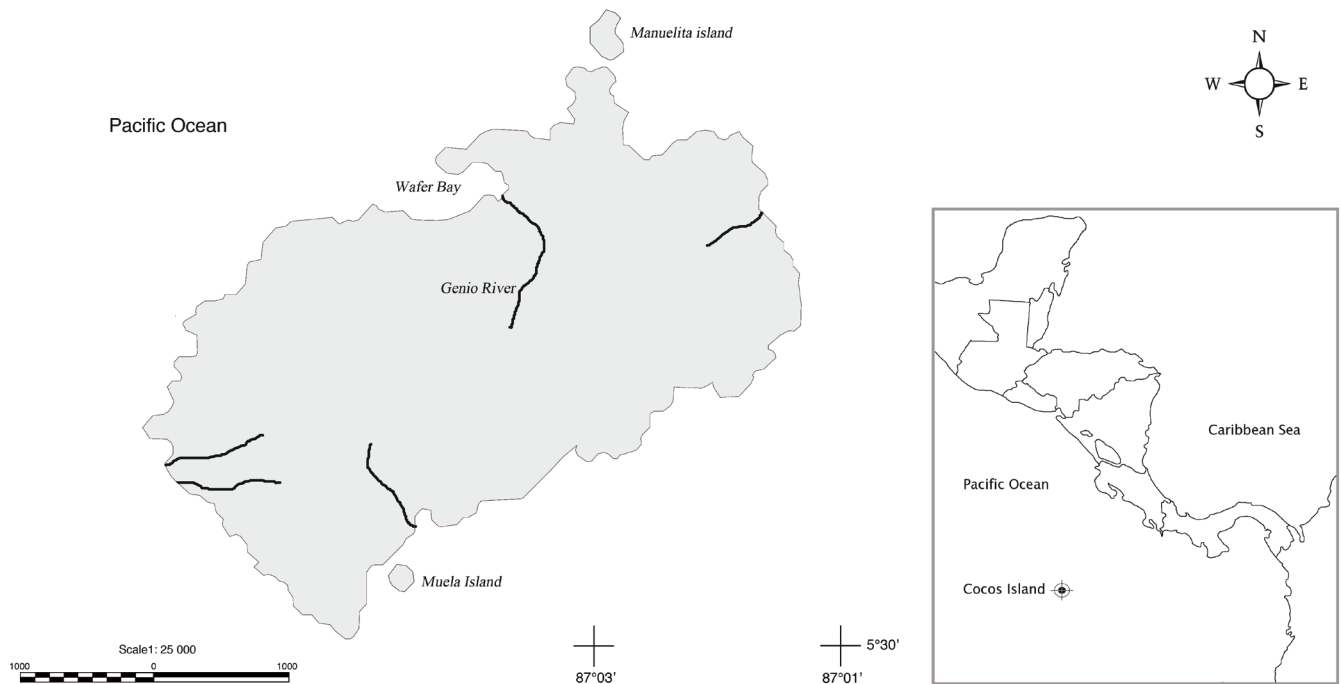 Manuelita island
N
W E
S
Pacific Ocean
Wafer Bay
Genio River
Muela Island
Scale1: 25 000
1000 0 1000
87°03' 87°01'
5°30'
Caribbean Sea
Pacific Ocean
Cocos Island